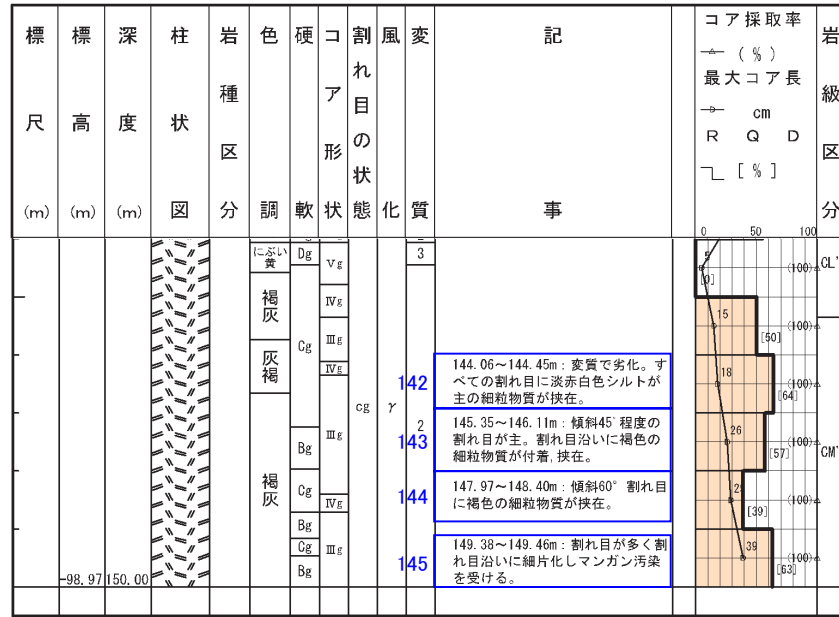 標尺(m)
標高(m)
深度(m)
柱状図
岩種区分
色調
硬軟
コア形状
割れ目の状態
風化
変質
記事
コア採取率
(%)
最大コア長
cm
R Q D
[%]
岩級区分
0 50 100
にぶい
黄
褐灰
灰褐
褐灰
Dg
Cg
Bg
Cg
Bg
Cg
Bg
Ⅴg
Ⅳg
Ⅲg
Ⅳg
Ⅲg
Ⅳg
Ⅲg
cg
γ
3
2
142
144.06~144.45m:変質で劣化。す
べての割れ目に淡赤白色シルトが
主の細粒物質が挟在。
143
145.35~146.11m:傾斜45°程度の
割れ目が主。割れ目沿いに褐色の
細粒物質が付着,挟在。
144
147.97~148.40m:傾斜60°割れ目
に褐色の細粒物質が挟在。
145
149.38~149.46m:割れ目が多く割
れ目沿いに細片化しマンガン汚染
を受ける。
-98.97 150.00
5
(100)
[0]
15
(100)
[50]
18
(100)
[64]
26
(100)
[57]
(100)
[39]
39
(100)
[63]
CL'
CM'